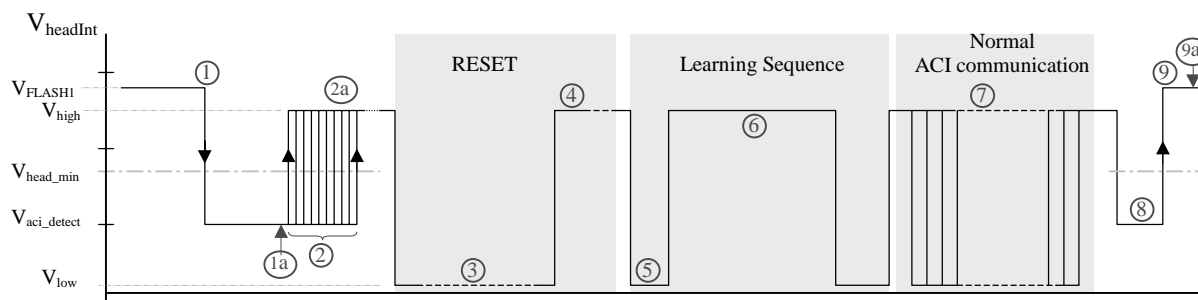 V_headInt
V_FLASH1
V_high
V_head_min
V_aci_detect
V_low
1
1a
2
2a
RESET
3
4
Learning Sequence
5
6
Normal
ACI communication
7
8
9
9a